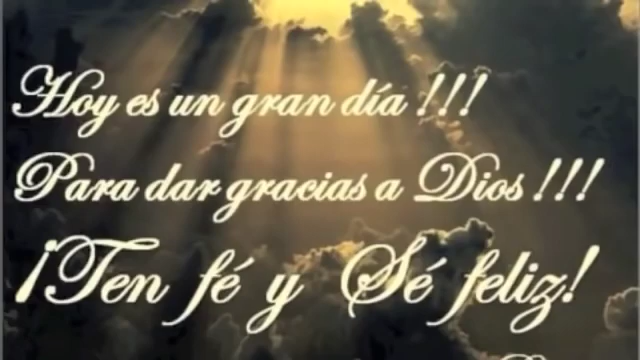 Hoy es un gran día !!!
Para dar gracias a Dios !!!
¡Ten fé y Sé feliz!